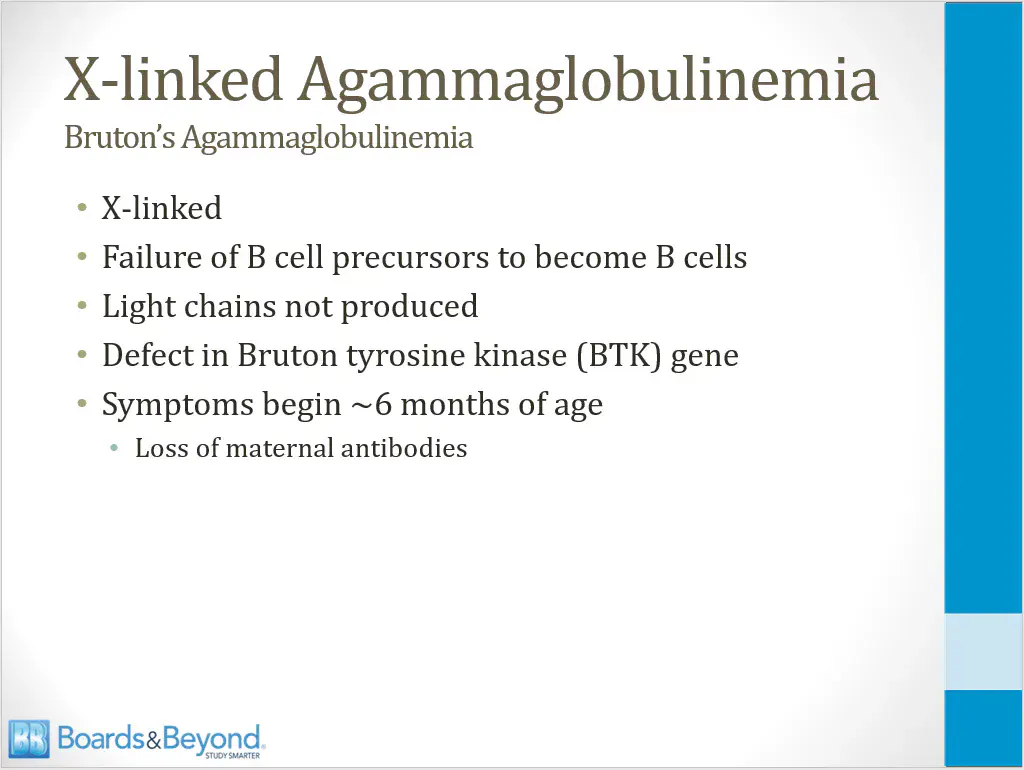 X-linked Agammaglobulinemia
Bruton’s Agammaglobulinemia
• X-linked
• Failure of B cell precursors to become B cells
• Light chains not produced
• Defect in Bruton tyrosine kinase (BTK) gene
• Symptoms begin ~6 months of age
• Loss of maternal antibodies
BB Boards&Beyond®
STUDY SMARTER